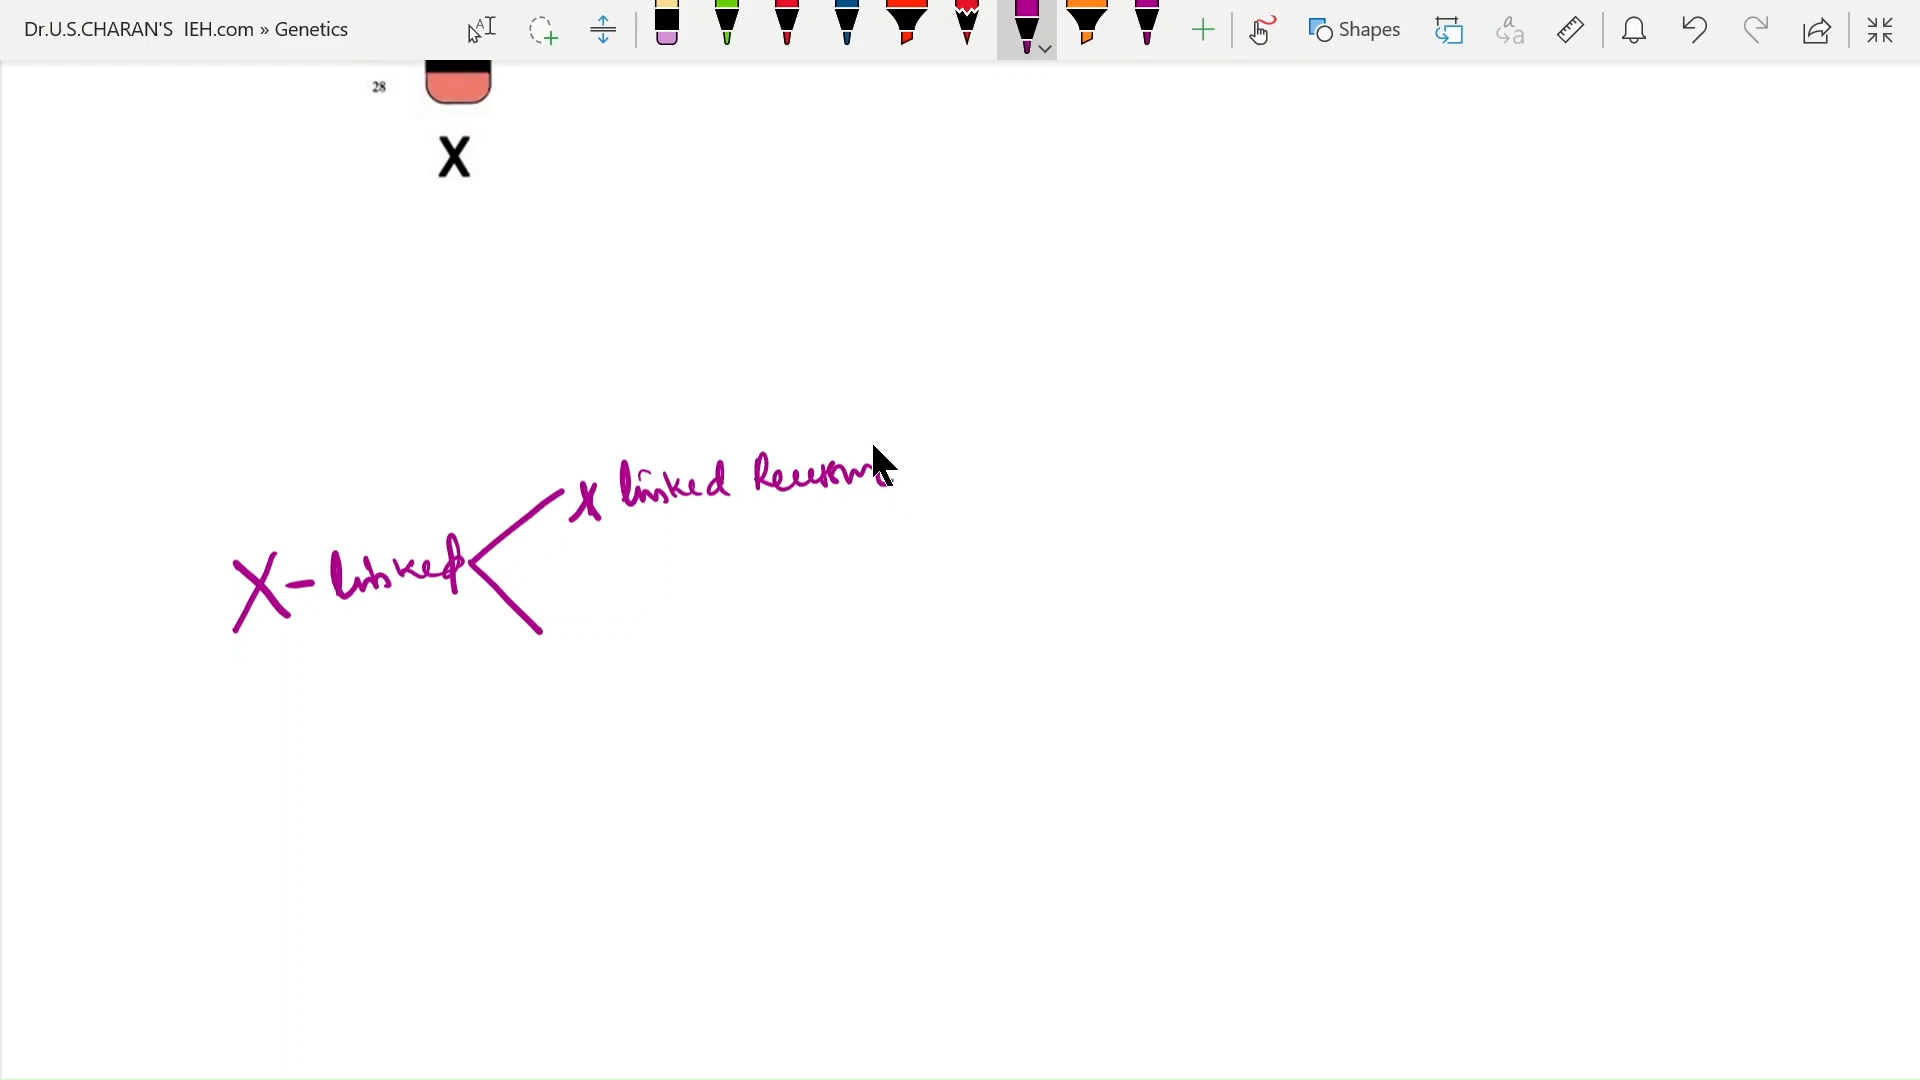 Dr.U.S.CHARAN'S IEH.com » Genetics
Shapes
28
X
X linked
X-linked